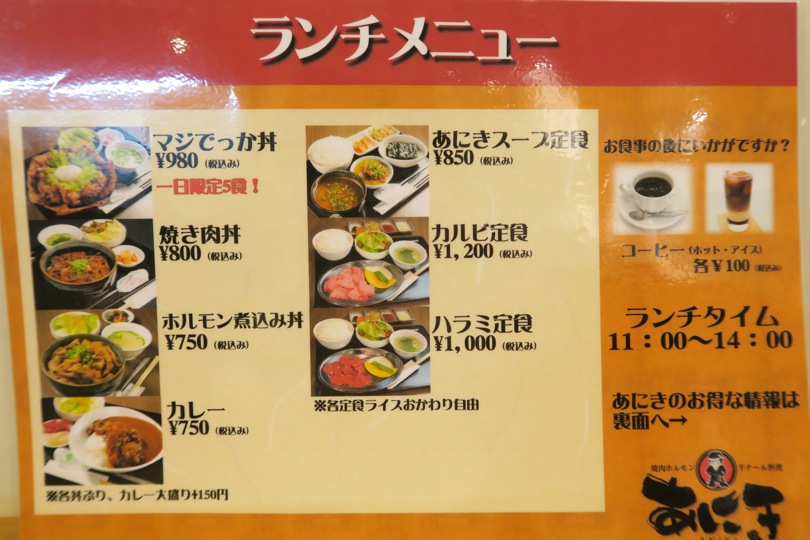 ランチメニュー
マジでっか丼
¥980（税込み）
一日限定5食！
焼き肉丼
¥800（税込み）
ホルモン煮込み丼
¥750（税込み）
カレー
¥750（税込み）
※各丼ぶり、カレー大盛り+150円
あにきスープ定食
¥850（税込み）
カルビ定食
¥1,200（税込み）
ハラミ定食
¥1,000（税込み）
※各定食ライスおかわり自由
お食事の後にいかがですか？
コーヒー（ホット・アイス）
各¥100（税込み）
ランチタイム
11：00〜14：00
あにきのお得な情報は
裏面へ→
焼肉ホルモン 牛テール料理
あにき